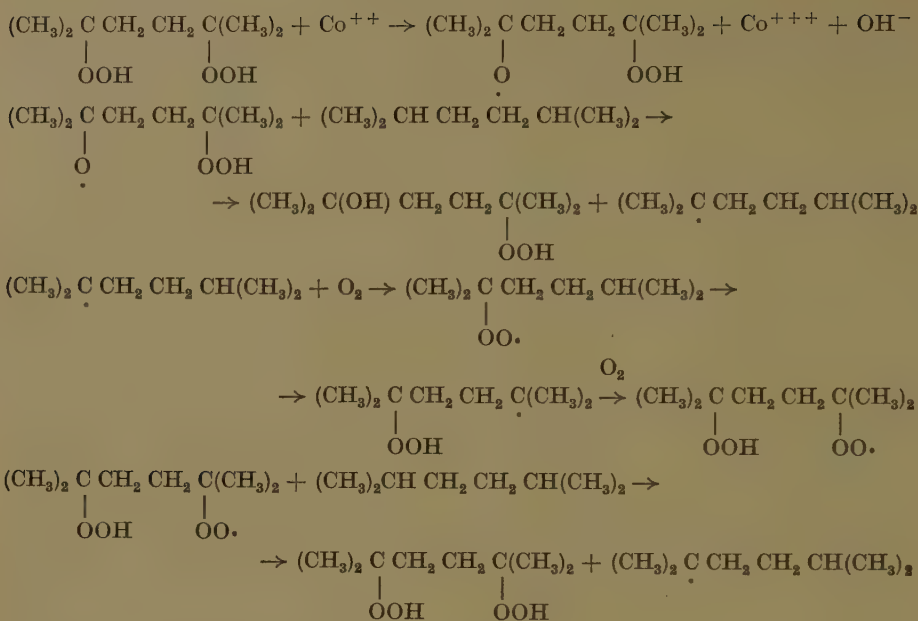 (CH₃)₂ C CH₂ CH₂ C(CH₃)₂ + Co⁺⁺ → (CH₃)₂ C CH₂ CH₂ C(CH₃)₂ + Co⁺⁺⁺ + OH⁻
| | | |
OOH OOH O OOH
•
(CH₃)₂ C CH₂ CH₂ C(CH₃)₂ + (CH₃)₂ CH CH₂ CH₂ CH(CH₃)₂ →
| |
O OOH
•
→ (CH₃)₂ C(OH) CH₂ CH₂ C(CH₃)₂ + (CH₃)₂ C CH₂ CH₂ CH(CH₃)₂
| •
OOH
(CH₃)₂ C CH₂ CH₂ CH(CH₃)₂ + O₂ → (CH₃)₂ C CH₂ CH₂ CH(CH₃)₂ →
• |
OO•
O₂
→ (CH₃)₂ C CH₂ CH₂ C(CH₃)₂ → (CH₃)₂ C CH₂ CH₂ C(CH₃)₂
| • | |
OOH OOH OO•
(CH₃)₂ C CH₂ CH₂ C(CH₃)₂ + (CH₃)₂CH CH₂ CH₂ CH(CH₃)₂ →
| |
OOH OO•
→ (CH₃)₂ C CH₂ CH₂ C(CH₃)₂ + (CH₃)₂ C CH₂ CH₂ CH(CH₃)₂
| | •
OOH OOH